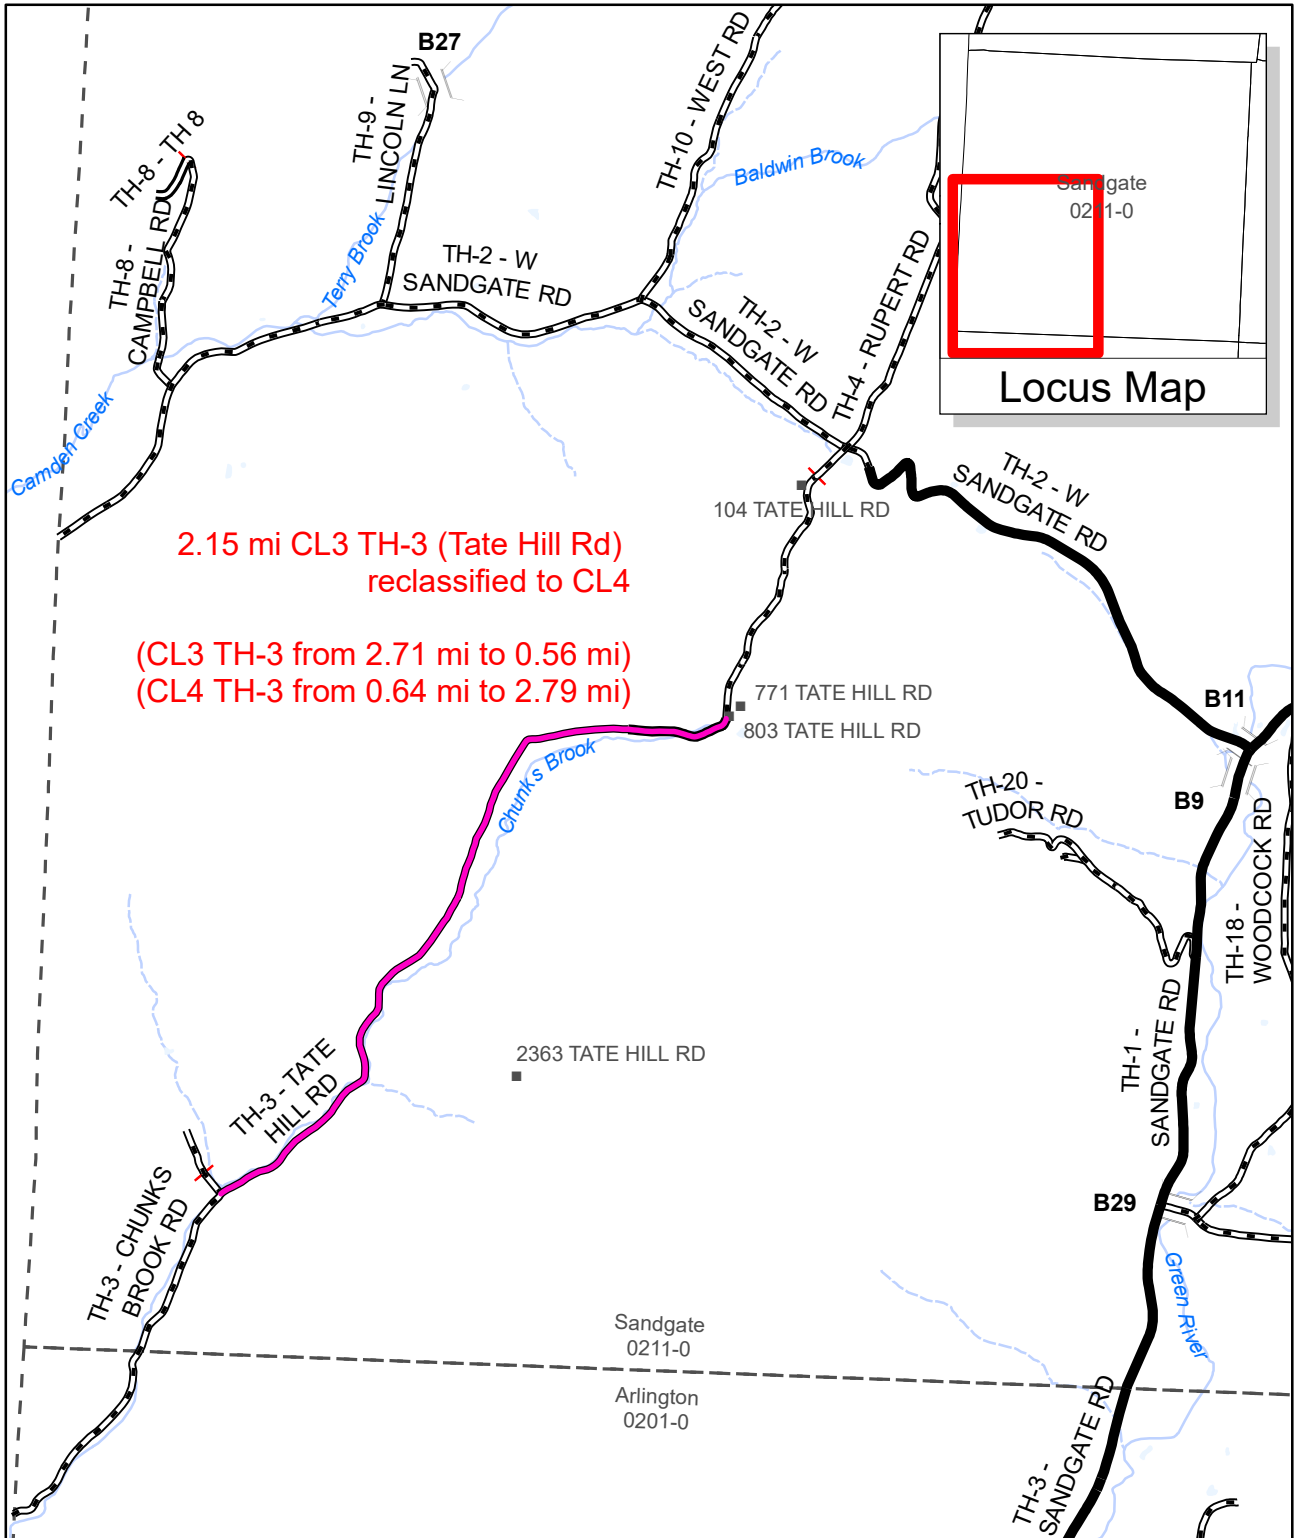 B27
TH-9 -
LINCOLN LN
TH-10 - WEST RD
TH-8 - TH 8
Baldwin Brook
Sandgate
0211-0
Locus Map
TH-8 -
CAMPBELL RD
Terry Brook
TH-2 - W
SANDGATE RD
TH-2 - W
SANDGATE RD
TH-4 - RUPERT RD
Camden Creek
104 TATE HILL RD
TH-2 - W
SANDGATE RD
2.15 mi CL3 TH-3 (Tate Hill Rd)
reclassified to CL4
(CL3 TH-3 from 2.71 mi to 0.56 mi)
(CL4 TH-3 from 0.64 mi to 2.79 mi)
771 TATE HILL RD
803 TATE HILL RD
B11
Chunks Brook
TH-20 -
TUDOR RD
B9
TH-18 -
WOODCOCK RD
2363 TATE HILL RD
TH-3 - TATE
HILL RD
TH-1 -
SANDGATE RD
TH-3 - CHUNKS
BROOK RD
B29
Green River
Sandgate
0211-0
Arlington
0201-0
TH-3 -
SANDGATE RD